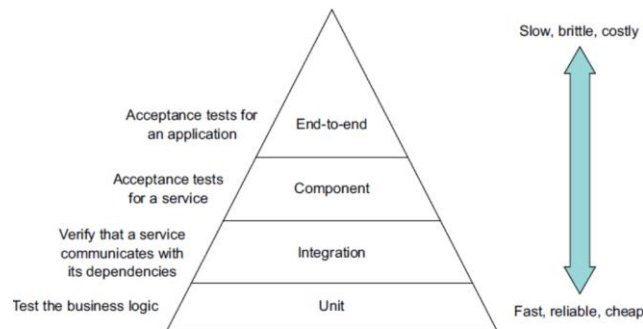 Slow, brittle, costly
Acceptance tests for
an application
End-to-end
Acceptance tests
for a service
Component
Verify that a service
communicates with
its dependencies
Integration
Test the business logic
Unit
Fast, reliable, cheap